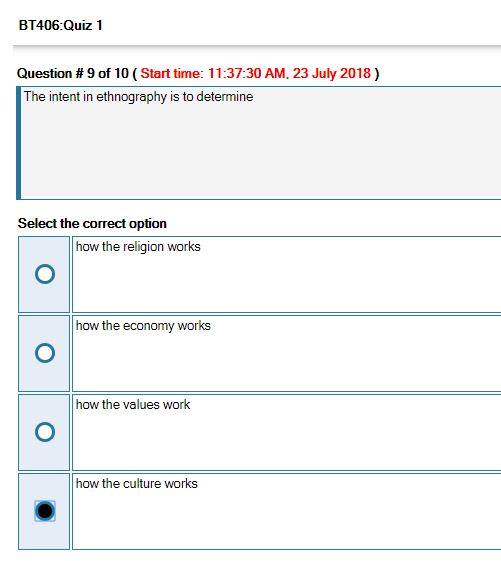 BT406:Quiz 1
Question # 9 of 10 ( Start time: 11:37:30 AM, 23 July 2018 )
The intent in ethnography is to determine
Select the correct option
how the religion works
how the economy works
how the values work
how the culture works